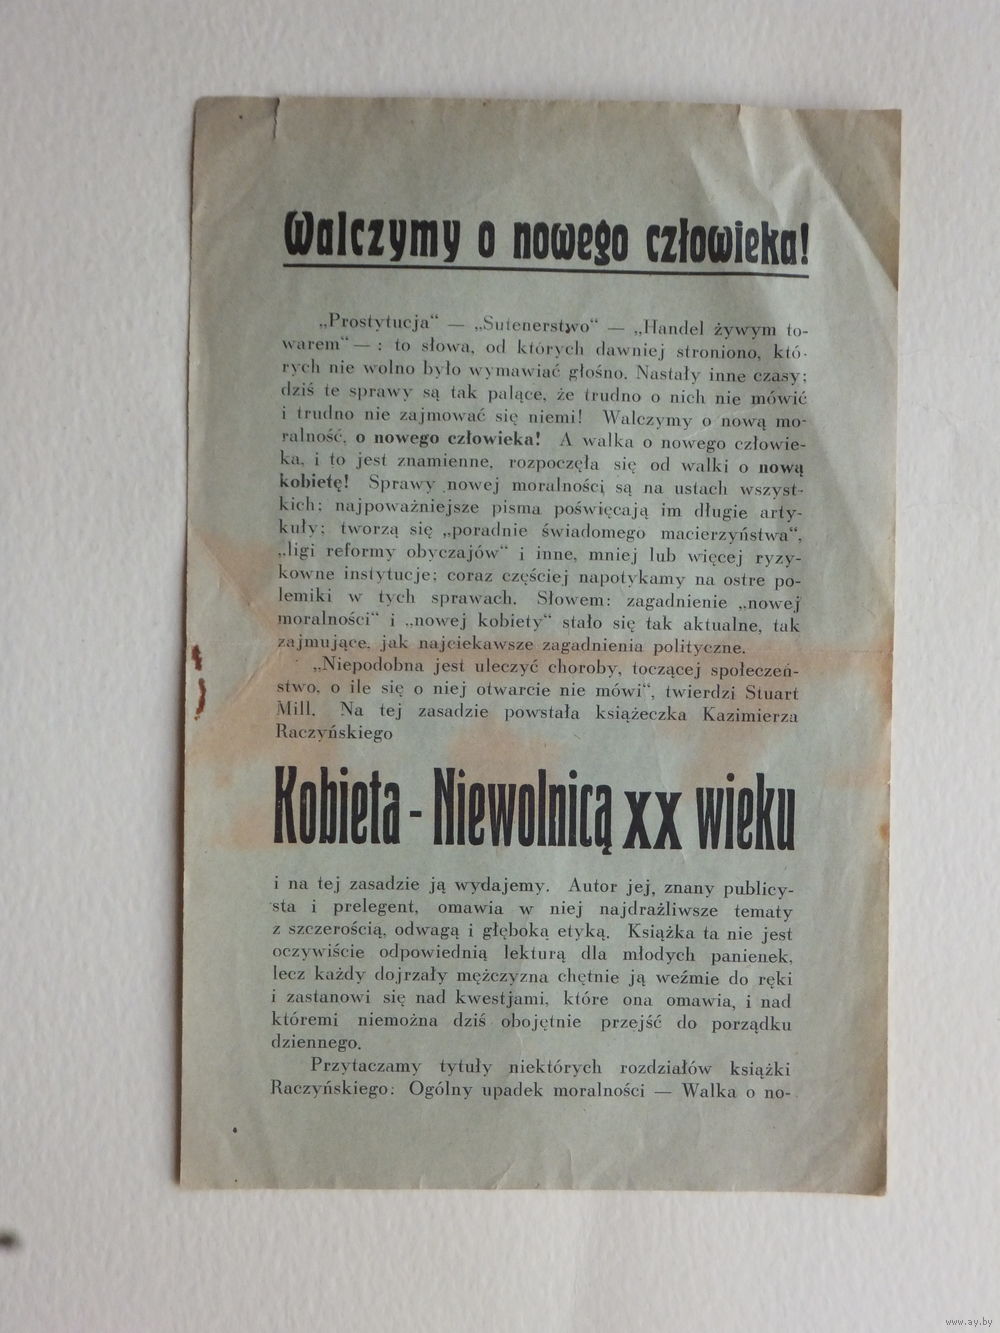 Walczymy o nowego człowieka!
„Prostytucja“ — „Sutenerstwo“ — „Handel żywym to-
warem“ — : to słowa, od których dawniej stroniono, któ-
rych nie wolno było wymawiać głośno. Nastały inne czasy:
dziś te sprawy są tak palące, że trudno o nich nie mówić
i trudno nie zajmować się niemi! Walczymy o nową mo-
ralność, o nowego człowieka! A walka o nowego człowie-
ka, i to jest znamienne, rozpoczęła się od walki o nową
kobietę! Sprawy nowej moralności są na ustach wszyst-
kich: najpoważniejsze pisma poświęcają im długie arty-
kuły; tworzą się „poradnie świadomego macierzyństwa“,
„ligi reformy obyczajów“ i inne, mniej lub więcej ryzy-
kowne instytucje; coraz częściej napotykamy na ostre po-
lemiki w tych sprawach. Słowem: zagadnienie „nowej
moralności“ i „nowej kobiety“ stało się tak aktualne, tak
zajmujące, jak najciekawsze zagadnienia polityczne.
„Niepodobna jest uleczyć choroby, toczącej społeczeń-
stwo, o ile się o niej otwarcie nie mówi“, twierdzi Stuart
Mill. Na tej zasadzie powstała książeczka Kazimierza
Raczyńskiego
Kobieta - Niewolnicą XX wieku
i na tej zasadzie ją wydajemy. Autor jej, znany publicy-
sta i prelegent, omawia w niej najdrażliwsze tematy
z szczerością, odwagą i głęboką etyką. Książka ta nie jest
oczywiście odpowiednią lekturą dla młodych panienek,
lecz każdy dojrzały mężczyzna chętnie ją weźmie do ręki
i zastanowi się nad kwestjami, które ona omawia, i nad
któremi niemożna dziś obojętnie przejść do porządku
dziennego.
Przytaczamy tytuły niektórych rozdziałów książki
Raczyńskiego: Ogólny upadek moralności — Walka o no-
www.ay.by